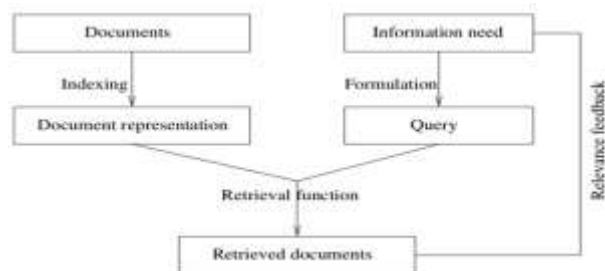 Documents
Information need
Indexing
Formulation
Document representation
Query
Relevance feedback
Retrieval function
Retrieved documents